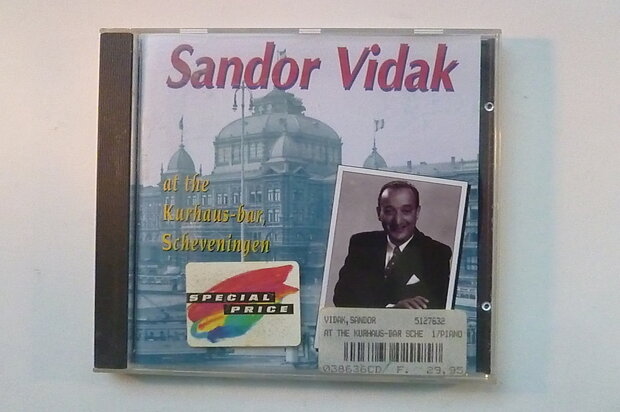 Sandor Vidak
at the
Kurhaus-bar,
Scheveningen
SPECIAL
PRICE
VIDAK,SANDOR 5127632
AT THE KURHAUS-BAR SCHE 1/PIANO
038636CD F. 29,95